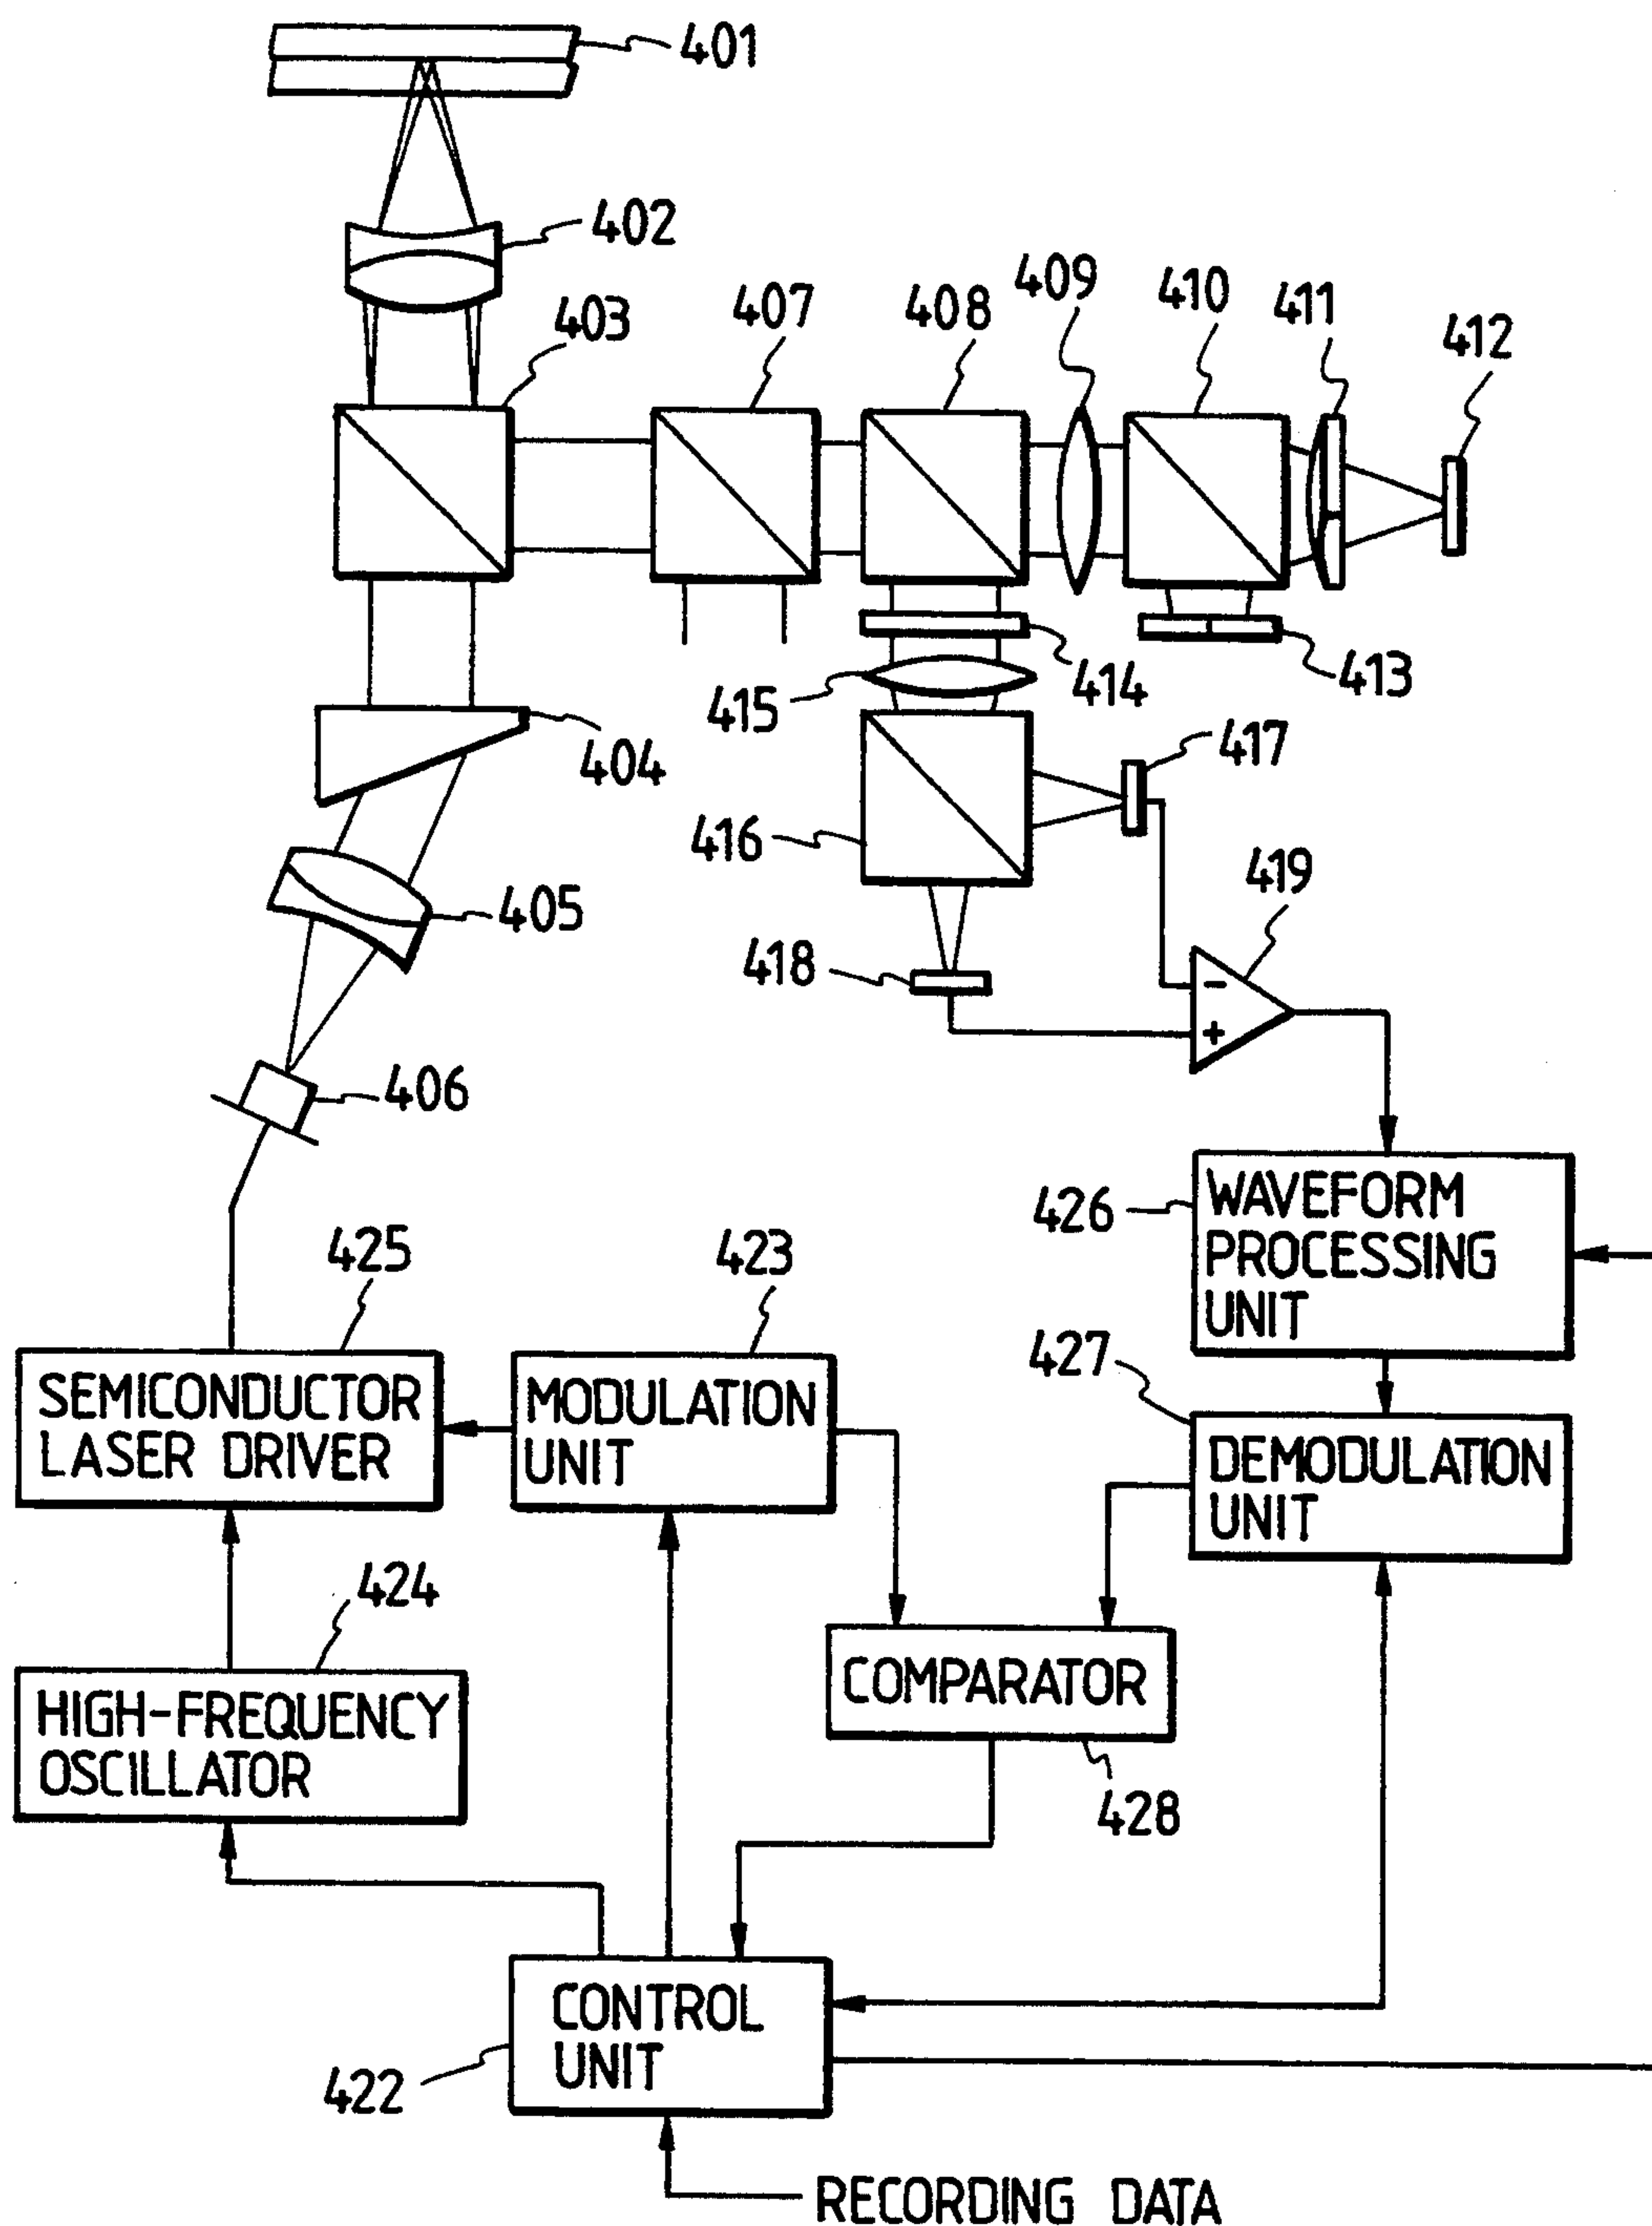 401
402
403
407
408
409
410
411
412
404
415
414
413
416
417
405
418
419
-
+
406
426
WAVEFORM
PROCESSING
UNIT
425
423
427
SEMICONDUCTOR
LASER DRIVER
MODULATION
UNIT
DEMODULATION
UNIT
424
HIGH-FREQUENCY
OSCILLATOR
COMPARATOR
428
CONTROL
UNIT
422
RECORDING DATA